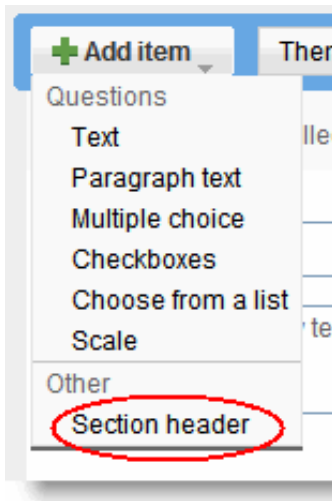 Add item
Questions
Text
Paragraph text
Multiple choice
Checkboxes
Choose from a list
Scale
Other
Section header